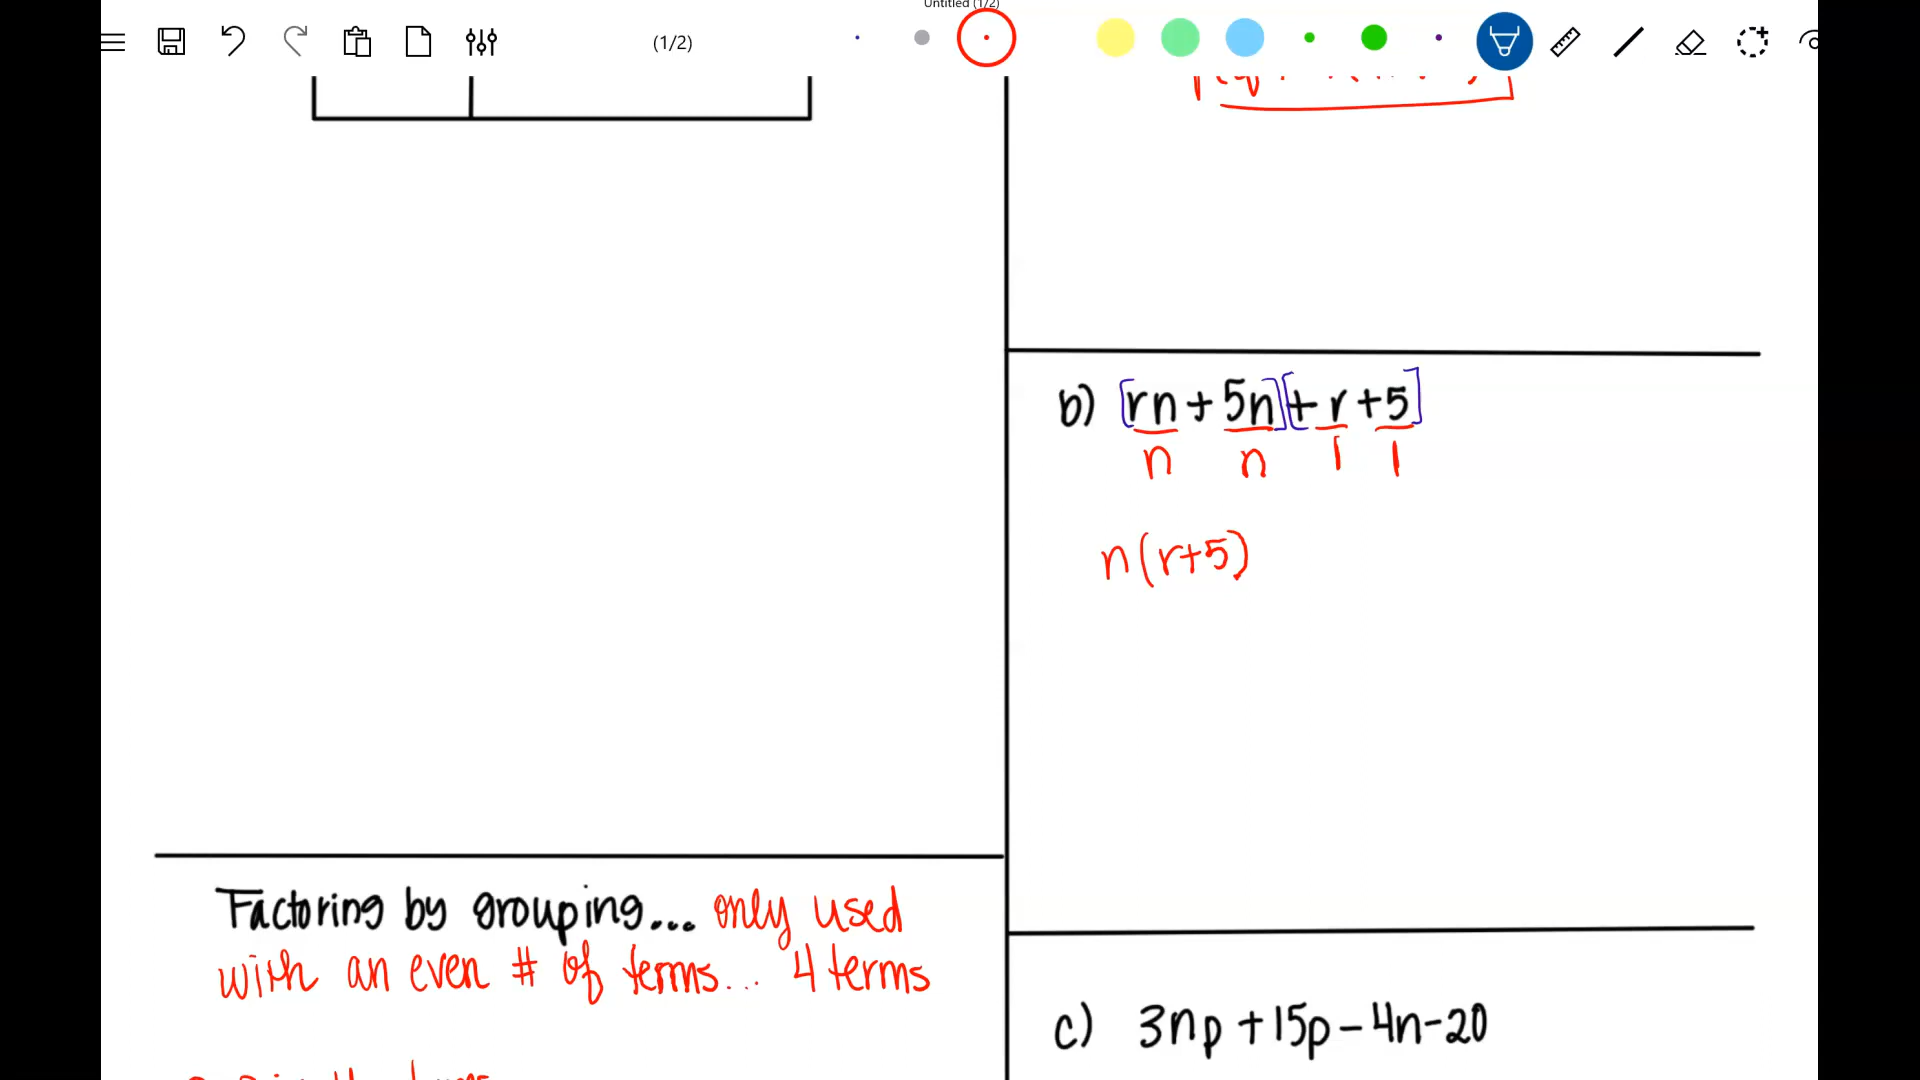 Untitled (1/2)
(1/2)
b) [rn + 5n][+ r + 5]
n n 1 1
n(r+5)
Factoring by grouping... only used
with an even # of terms... 4 terms
c) 3np + 15p - 4n - 20